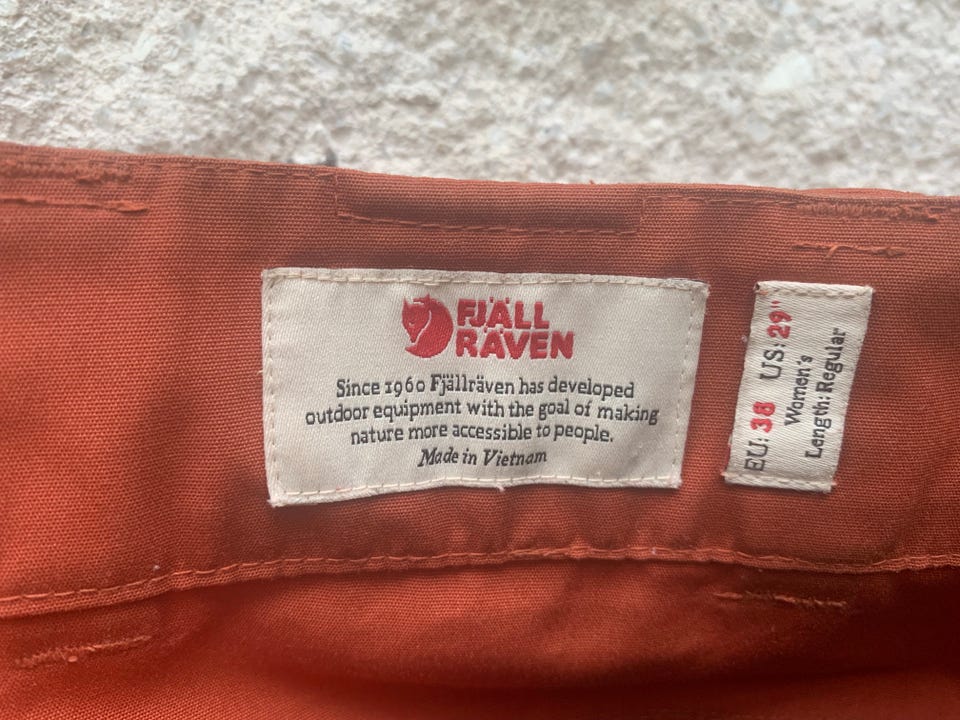 FJÄLL
RÄVEN
Since 1960 Fjällräven has developed
outdoor equipment with the goal of making
nature more accessible to people.
Made in Vietnam
EU: 38 US: 29"
Women's
Length: Regular